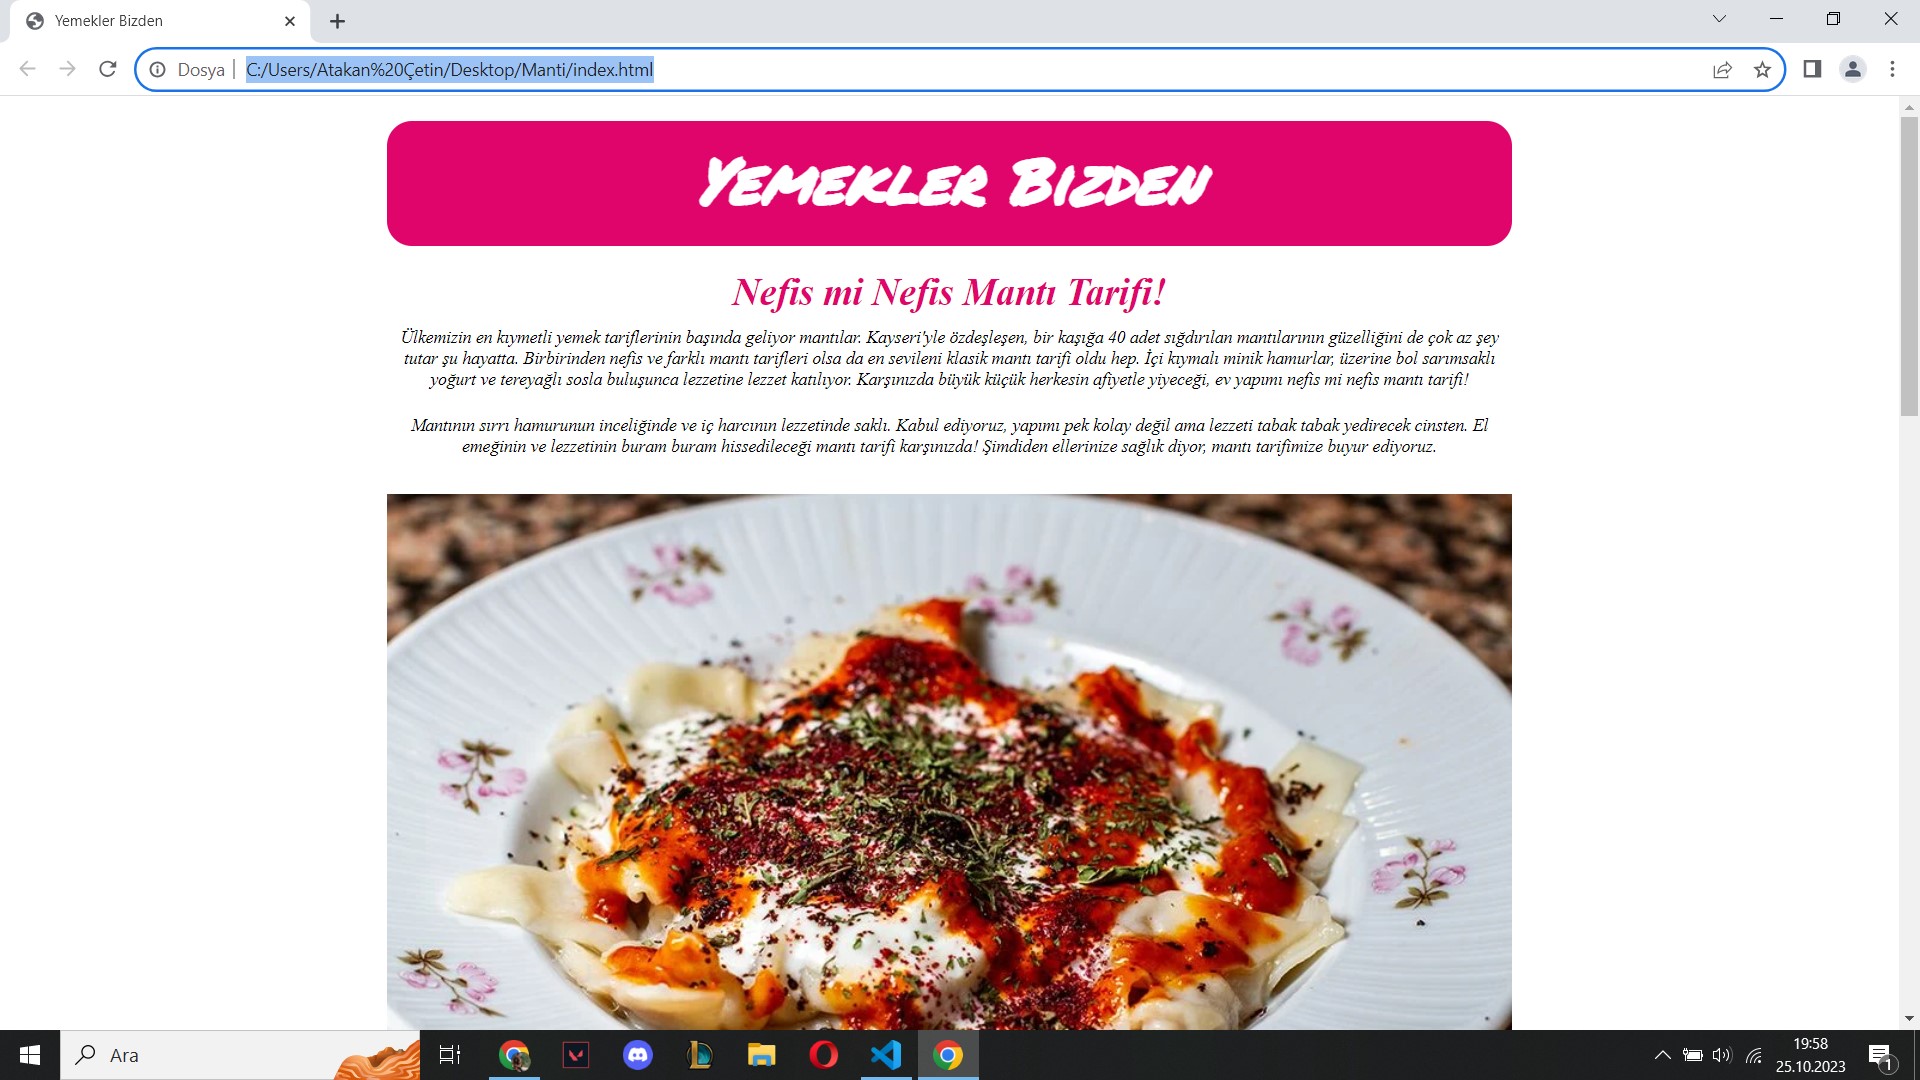 Yemekler Bizden
Dosya | C:/Users/Atakan%20Çetin/Desktop/Manti/index.html
Yemekler Bizden
Nefis mi Nefis Mantı Tarifi!
Ülkemizin en kıymetli yemek tariflerinin başında geliyor mantılar. Kayseri'yle özdeşleşen, bir kaşığa 40 adet sığdırılan mantılarının güzelliğini de çok az şey
tutar şu hayatta. Birbirinden nefis ve farklı mantı tarifleri olsa da en sevileni klasik mantı tarifi oldu hep. İçi kıymalı minik hamurlar, üzerine bol sarımsaklı
yoğurt ve tereyağlı sosla buluşunca lezzetine lezzet katılıyor. Karşınızda büyük küçük herkesin afiyetle yiyeceği, ev yapımı nefis mi nefis mantı tarifi!
Mantının sırrı hamurunun inceliğinde ve iç harcının lezzetinde saklı. Kabul ediyoruz, yapımı pek kolay değil ama lezzeti tabak tabak yedirecek cinsten. El
emeğinin ve lezzetinin buram buram hissedileceği mantı tarifi karşınızda! Şimdiden ellerinize sağlık diyor, mantı tarifimize buyur ediyoruz.
Ara
19:58
25.10.2023
1